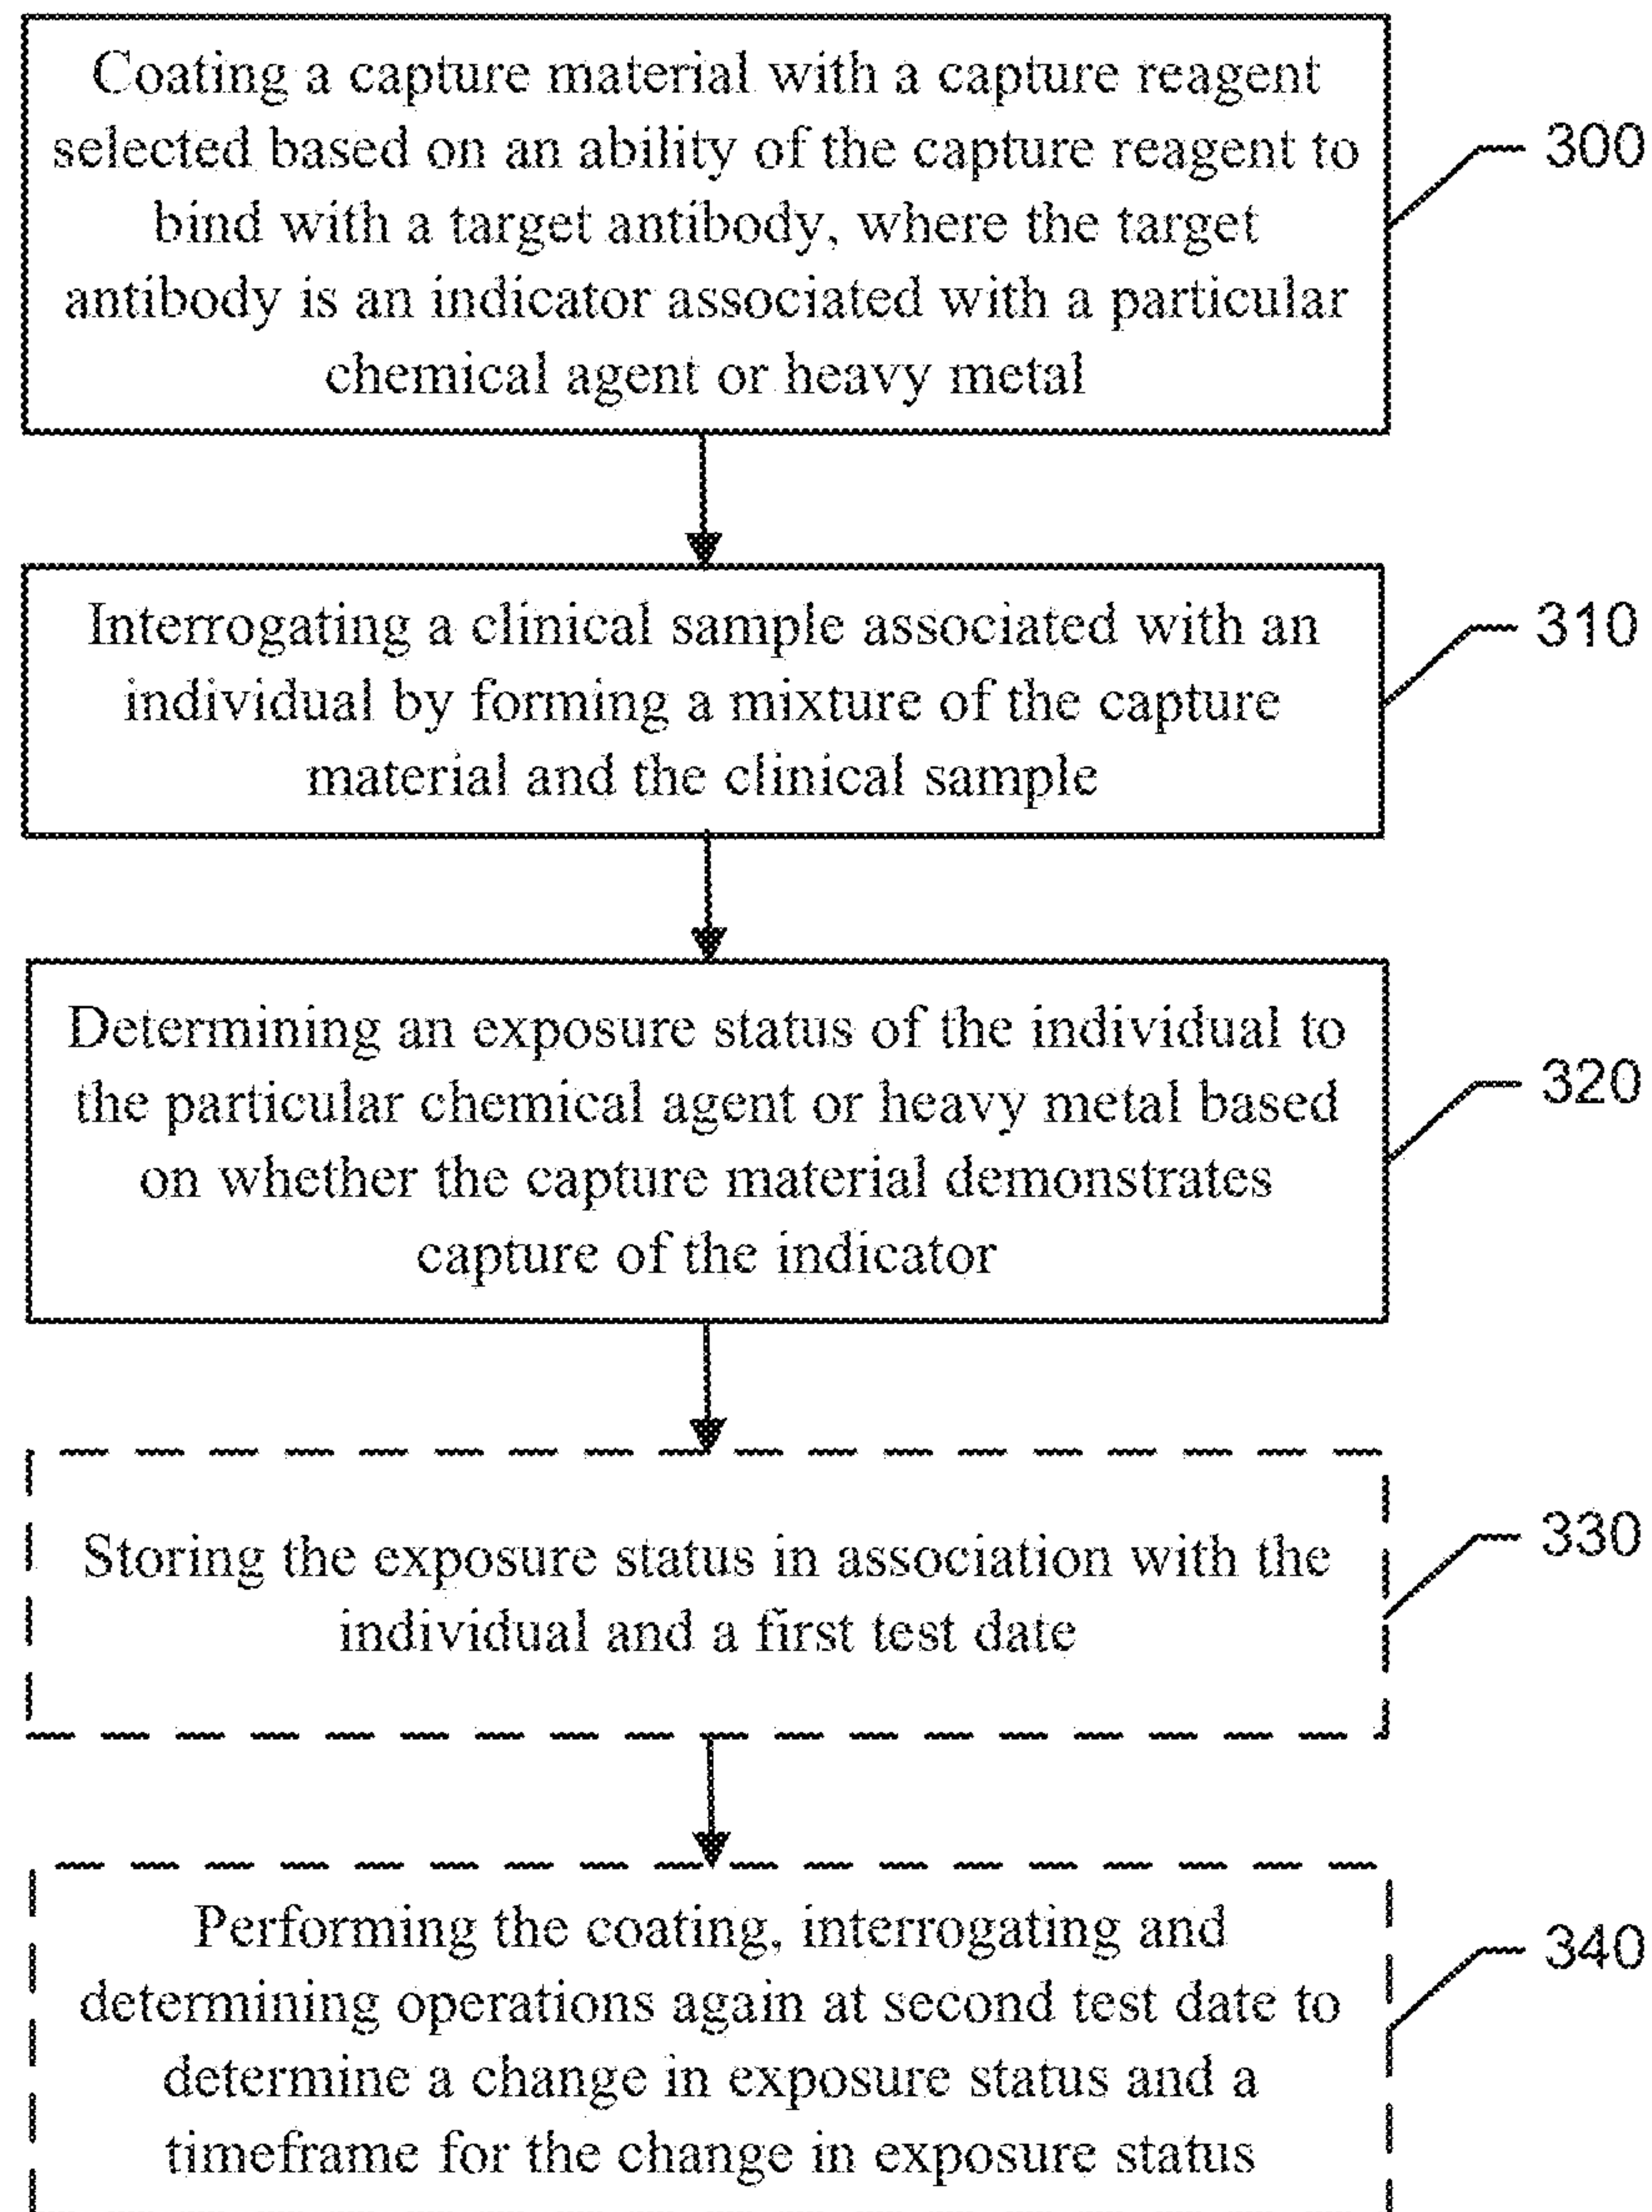 Coating a capture material with a capture reagent
selected based on an ability of the capture reagent to
bind with a target antibody, where the target
antibody is an indicator associated with a particular
chemical agent or heavy metal
300
Interrogating a clinical sample associated with an
individual by forming a mixture of the capture
material and the clinical sample
310
Determining an exposure status of the individual to
the particular chemical agent or heavy metal based
on whether the capture material demonstrates
capture of the indicator
320
Storing the exposure status in association with the
individual and a first test date
330
Performing the coating, interrogating and
determining operations again at second test date to
determine a change in exposure status and a
timeframe for the change in exposure status
340